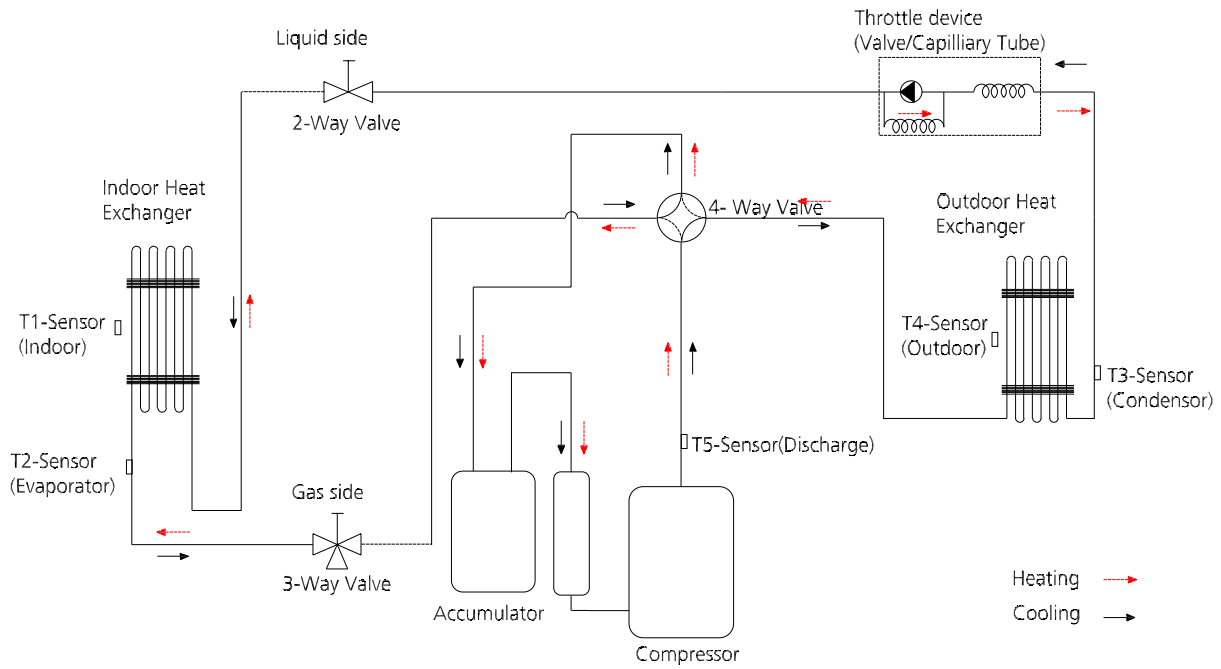 Throttle device
(Valve/Capilliary Tube)
Liquid side
2-Way Valve
Indoor Heat
Exchanger
4- Way Valve
Outdoor Heat
Exchanger
T1-Sensor
(Indoor)
T4-Sensor
(Outdoor)
T3-Sensor
(Condensor)
T2-Sensor
(Evaporator)
T5-Sensor(Discharge)
Gas side
3-Way Valve
Accumulator
Compressor
Heating
Cooling